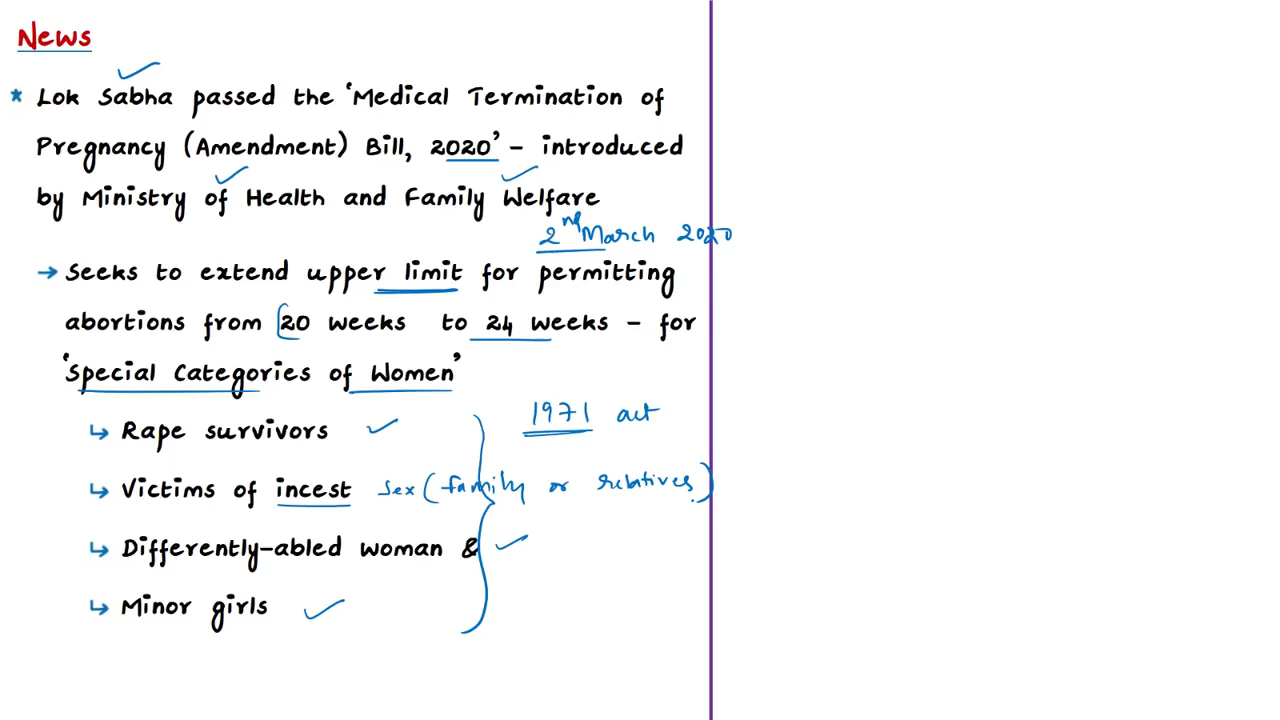 News
* Lok Sabha passed the 'Medical Termination of
Pregnancy (Amendment) Bill, 2020' - introduced
by Ministry of Health and Family Welfare
2nd March 2020
→ Seeks to extend upper limit for permitting
abortions from 20 weeks to 24 weeks - for
'Special Categories of Women'
↳ Rape survivors
1971 act
↳ Victims of incest sex (family or relatives)
↳ Differently-abled woman &
↳ Minor girls